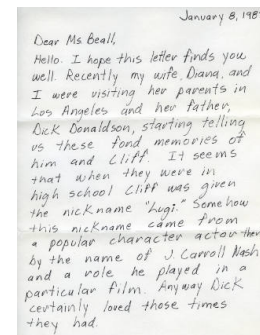 January 8, 198
Dear Ms Beall,
Hello. I hope this letter finds you
well. Recently my wife, Diana, and
I were visiting her parents in
Los Angeles and her father,
Dick Donaldson, starting telling
us these fond memories of
him and Cliff. It seems
that when they were in
high school Cliff was given
the nickname "Lugi." Somehow
this nickname came from
a popular character actor then
by the name of J. Carroll Nash
and a role he played in a
particular film. Anyway Dick
certainly loved those times
they had.